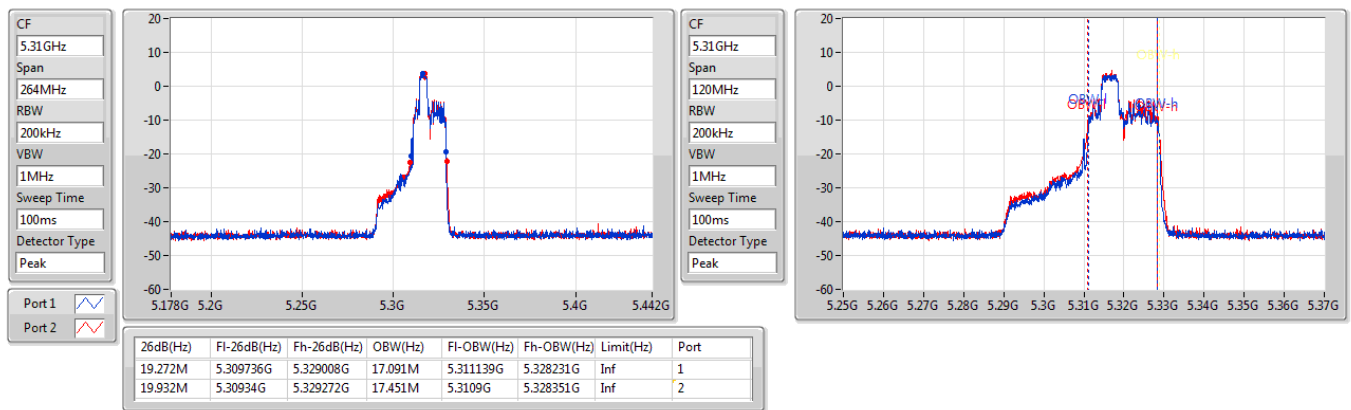 CF
5.31GHz
Span
264MHz
RBW
200kHz
VBW
1MHz
Sweep Time
100ms
Detector Type
Peak
Port 1
Port 2
20
10
0
-10
-20
-30
-40
-50
-60
5.178G 5.2G 5.25G 5.3G 5.35G 5.4G 5.442G
CF
5.31GHz
Span
120MHz
RBW
200kHz
VBW
1MHz
Sweep Time
100ms
Detector Type
Peak
20
10
0
-10
-20
-30
-40
-50
-60
OBW-h
OBW-h
5.25G 5.26G 5.27G 5.28G 5.29G 5.3G 5.31G 5.32G 5.33G 5.34G 5.35G 5.36G 5.37G
26dB(Hz) Fl-26dB(Hz) Fh-26dB(Hz) OBW(Hz) Fl-OBW(Hz) Fh-OBW(Hz) Limit(Hz) Port
19.272M 5.309736G 5.329008G 17.091M 5.311139G 5.328231G Inf 1
19.932M 5.30934G 5.329272G 17.451M 5.3109G 5.328351G Inf 2